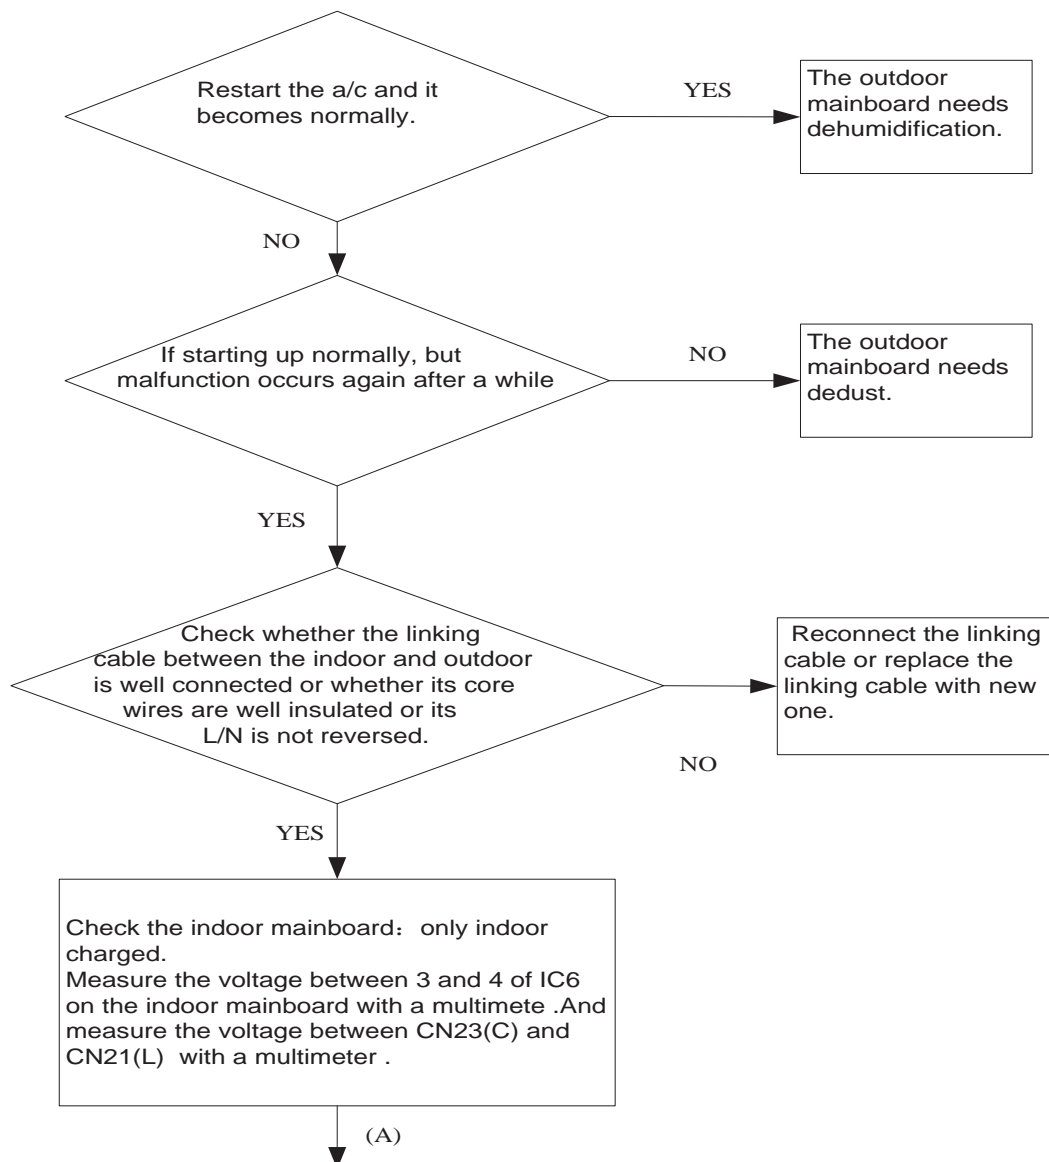 Restart the a/c and it
becomes normally.
YES
The outdoor
mainboard needs
dehumidification.
NO
If starting up normally, but
malfunction occurs again after a while
NO
The outdoor
mainboard needs
dedust.
YES
Check whether the linking
cable between the indoor and outdoor
is well connected or whether its core
wires are well insulated or its
L/N is not reversed.
Reconnect the linking
cable or replace the
linking cable with new
one.
NO
YES
Check the indoor mainboard：only indoor
charged.
Measure the voltage between 3 and 4 of IC6
on the indoor mainboard with a multimete .And
measure the voltage between CN23(C) and
CN21(L) with a multimeter .
(A)